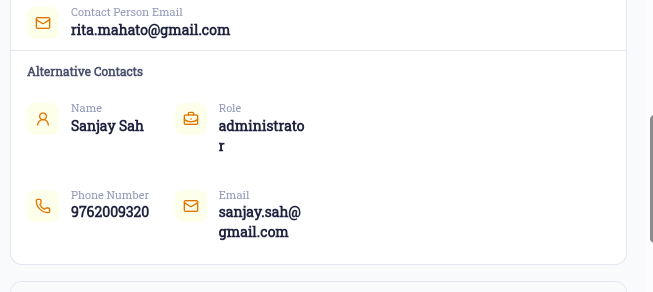 Contact Person Email
rita.mahato@gmail.com
Alternative Contacts
Name
Sanjay Sah
Role
administrato
r
Phone Number
9762009320
Email
sanjay.sah@
gmail.com